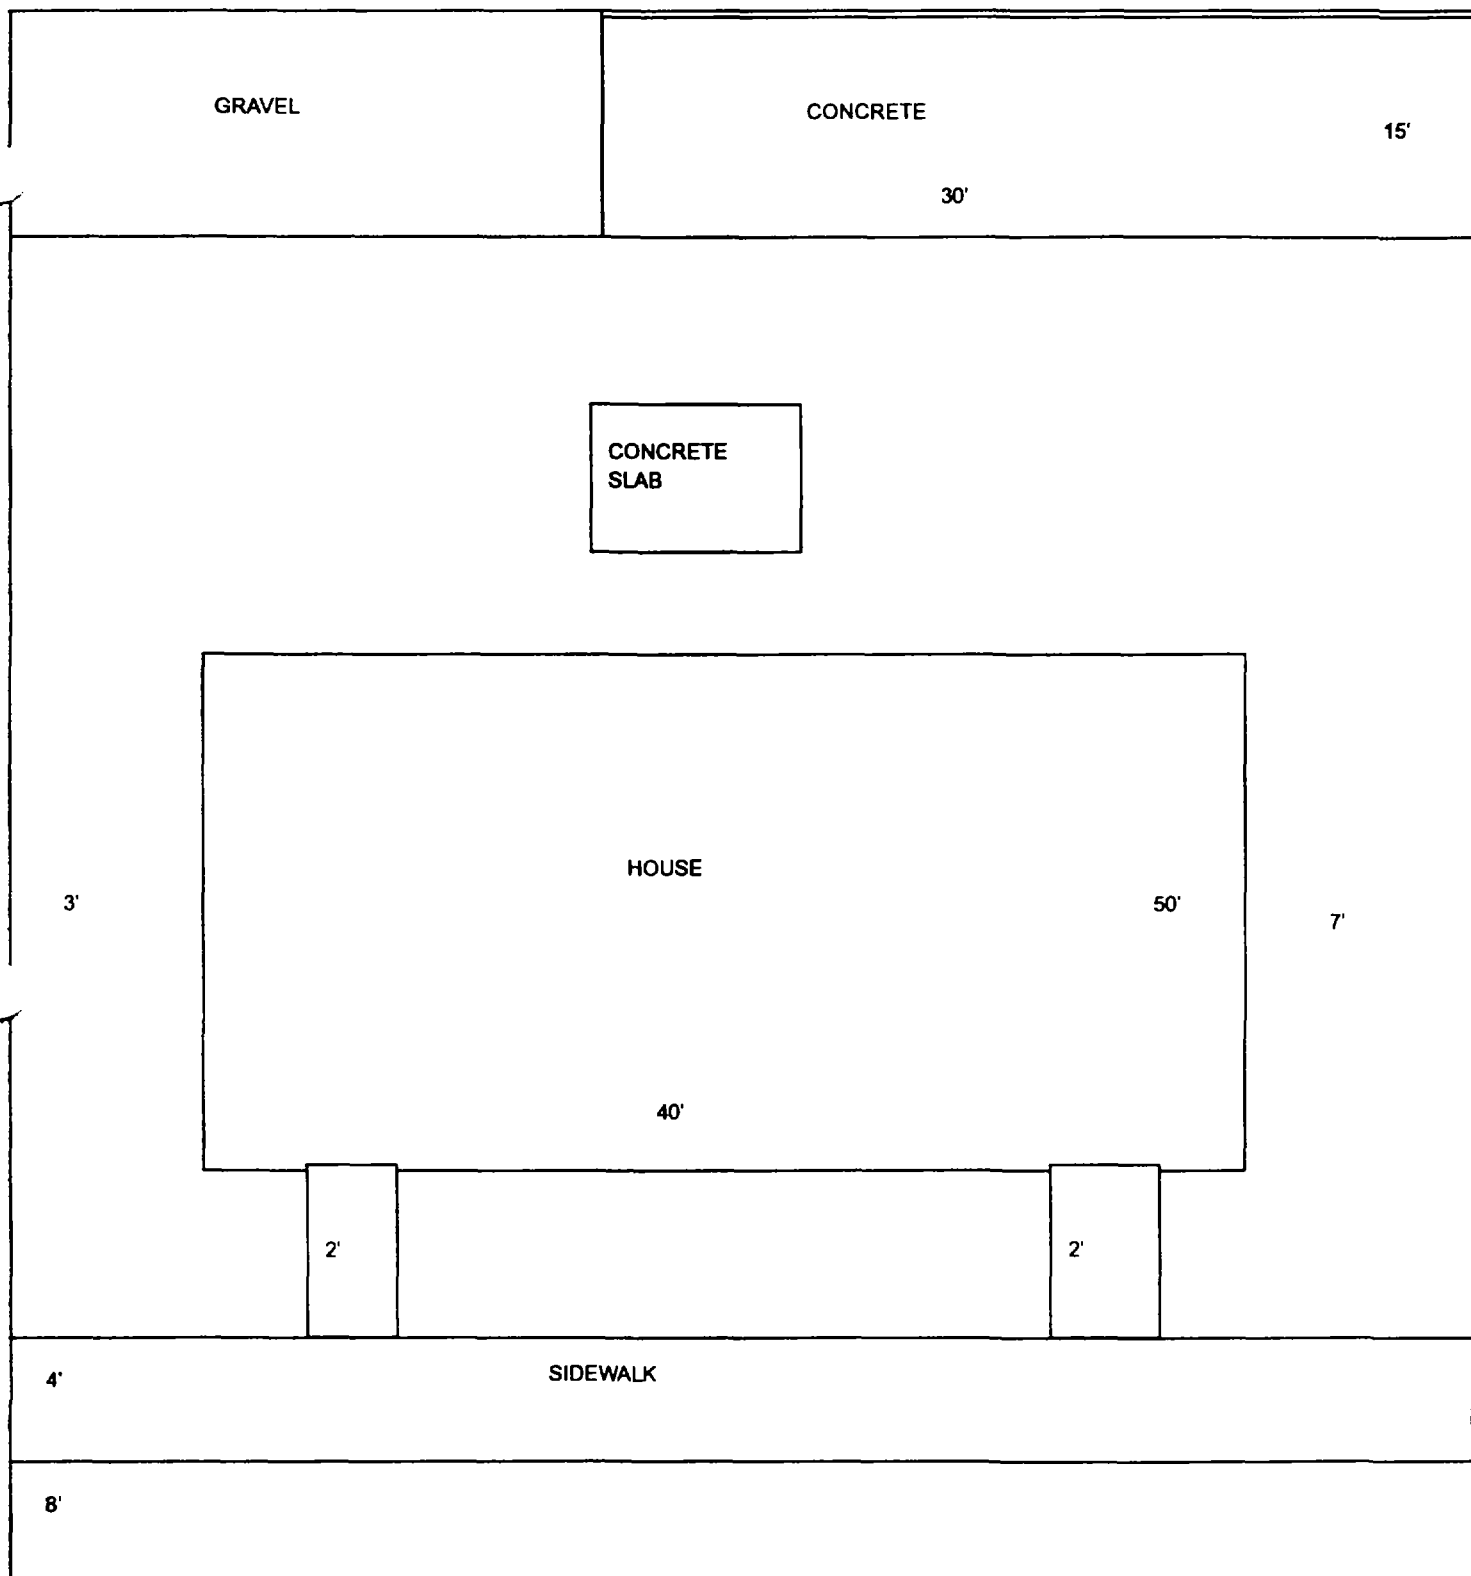 GRAVEL
CONCRETE
15'
30'
CONCRETE
SLAB
HOUSE
3'
50'
7'
40'
2'
2'
SIDEWALK
4'
8'